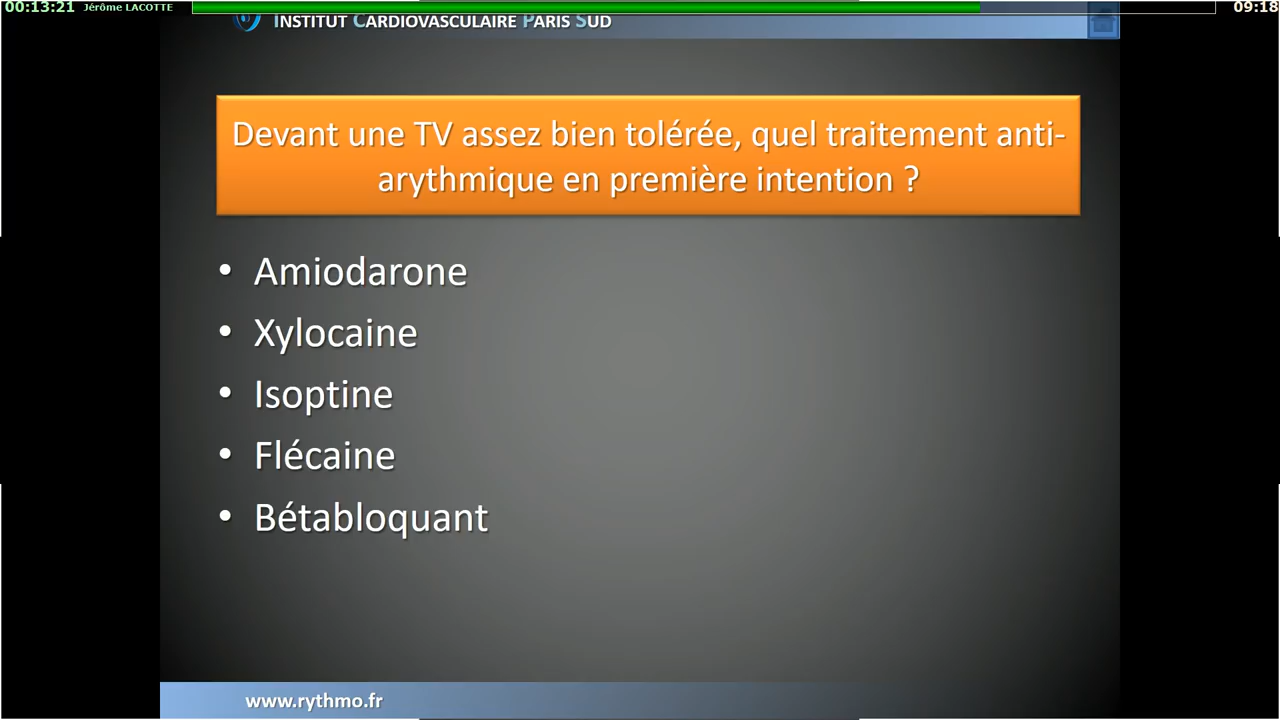 00:13:21 Jérôme LACOTTE
09:18
INSTITUT CARDIOVASCULAIRE PARIS SUD
Devant une TV assez bien tolérée, quel traitement anti-
arythmique en première intention ?
• Amiodarone
• Xylocaine
• Isoptine
• Flécaine
• Bétabloquant
www.rythmo.fr